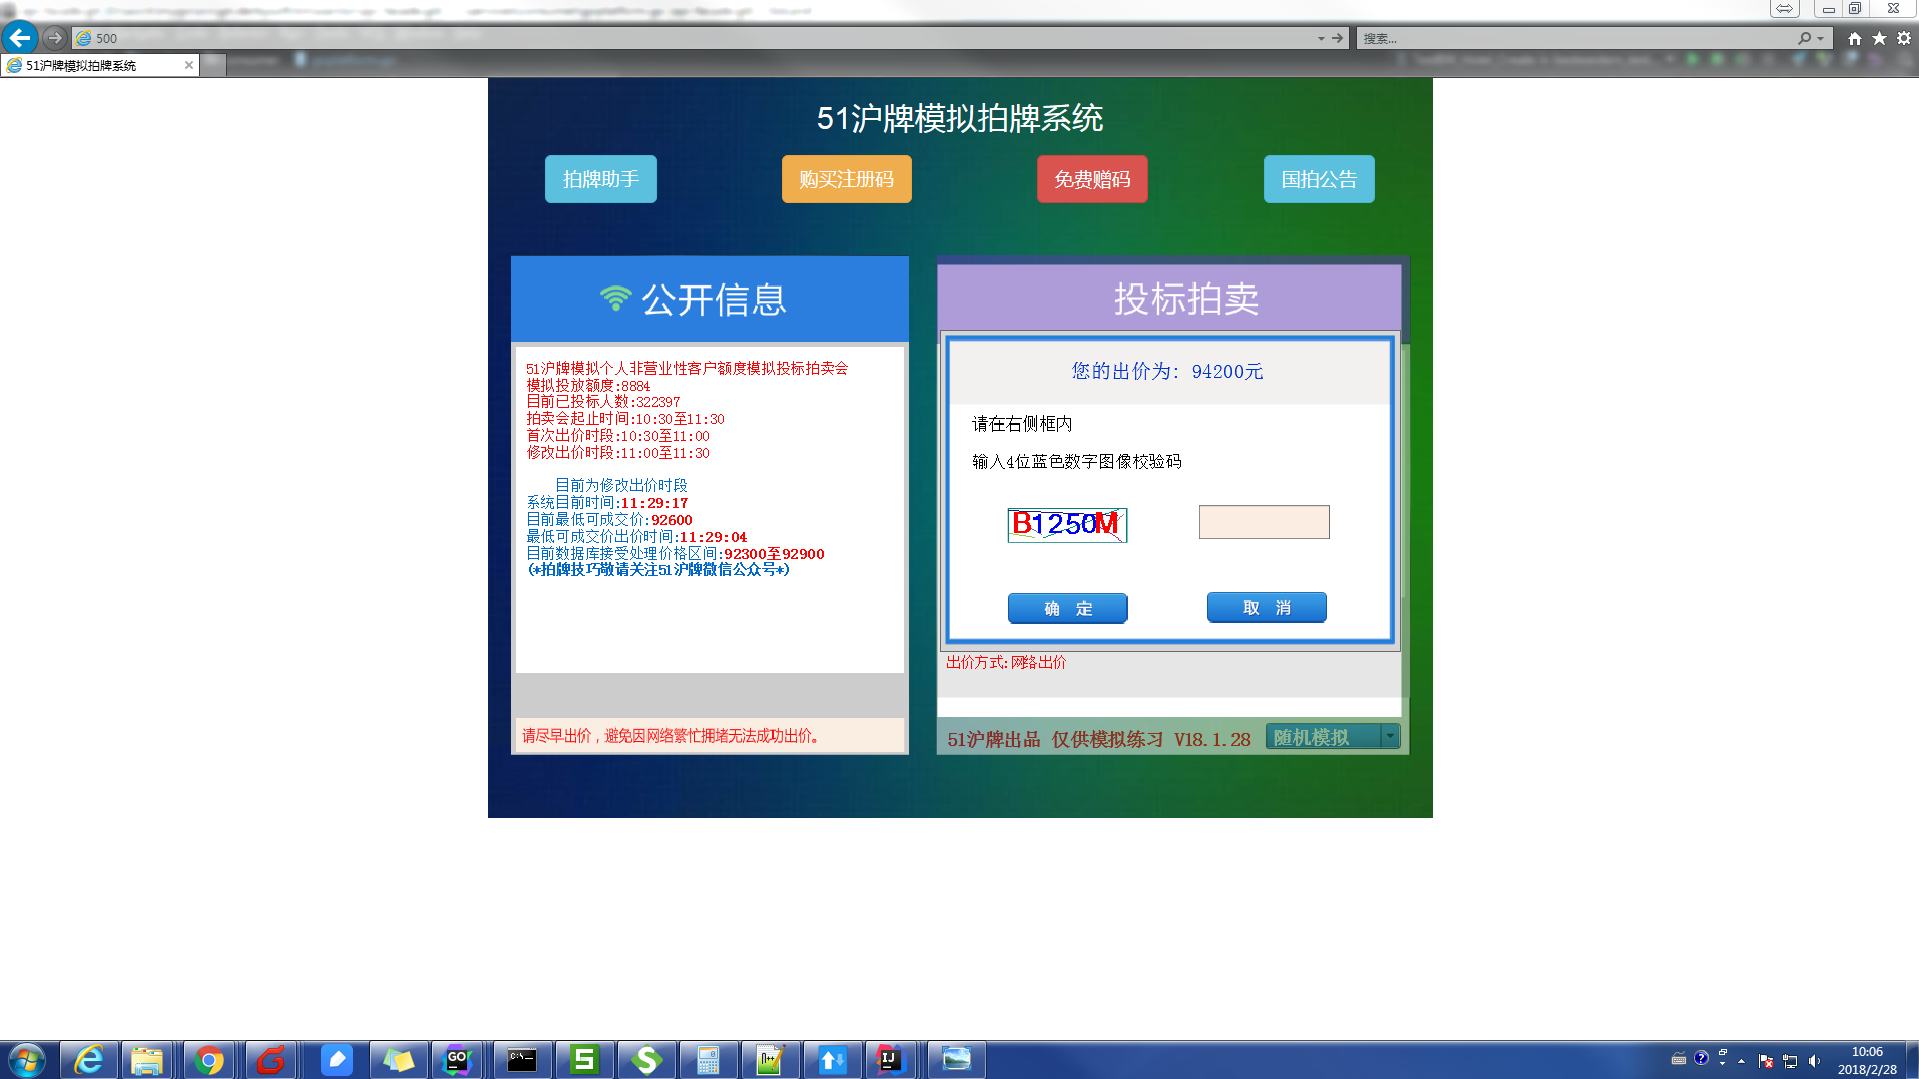 500
搜索...
51沪牌模拟拍牌系统
51沪牌模拟拍牌系统
拍牌助手
购买注册码
免费赠码
国拍公告
公开信息
51沪牌模拟个人非营业性客户额度模拟投标拍卖会
模拟投放额度:8884
目前已投标人数:322397
拍卖会起止时间:10:30至11:30
首次出价时段:10:30至11:00
修改出价时段:11:00至11:30
目前为修改出价时段
系统目前时间:11:29:17
目前最低可成交价:92600
最低可成交价出价时间:11:29:04
目前数据库接受处理价格区间:92300至92900
(*拍牌技巧敬请关注51沪牌微信公众号*)
请尽早出价，避免因网络繁忙拥堵无法成功出价。
投标拍卖
您的出价为: 94200元
请在右侧框内
输入4位蓝色数字图像校验码
B1250M
确 定
取 消
出价方式:网络出价
51沪牌出品 仅供模拟练习 V18.1.28
随机模拟
10:06
2018/2/28